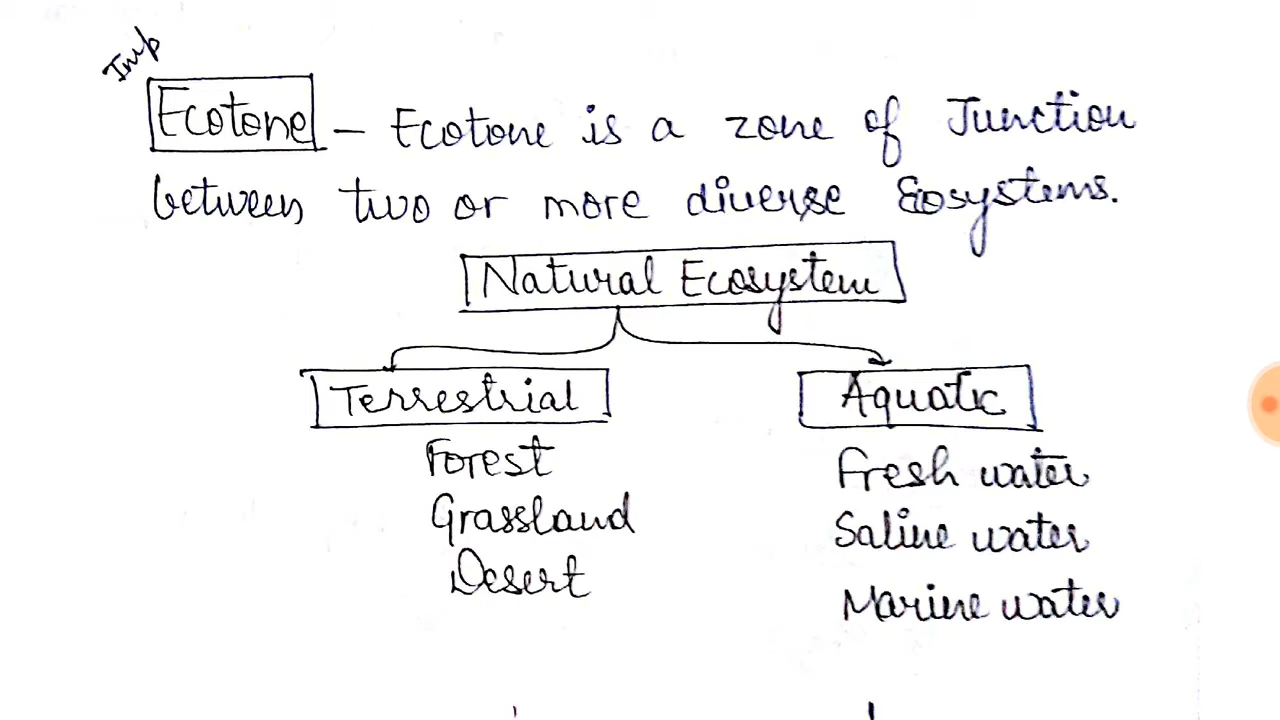 Imp
Ecotone - Ecotone is a zone of Junction
between two or more diverse Ecosystems.
Natural Ecosystem
Terrestrial Aquatic
Forest Fresh water
Grassland Saline water
Desert Marine water